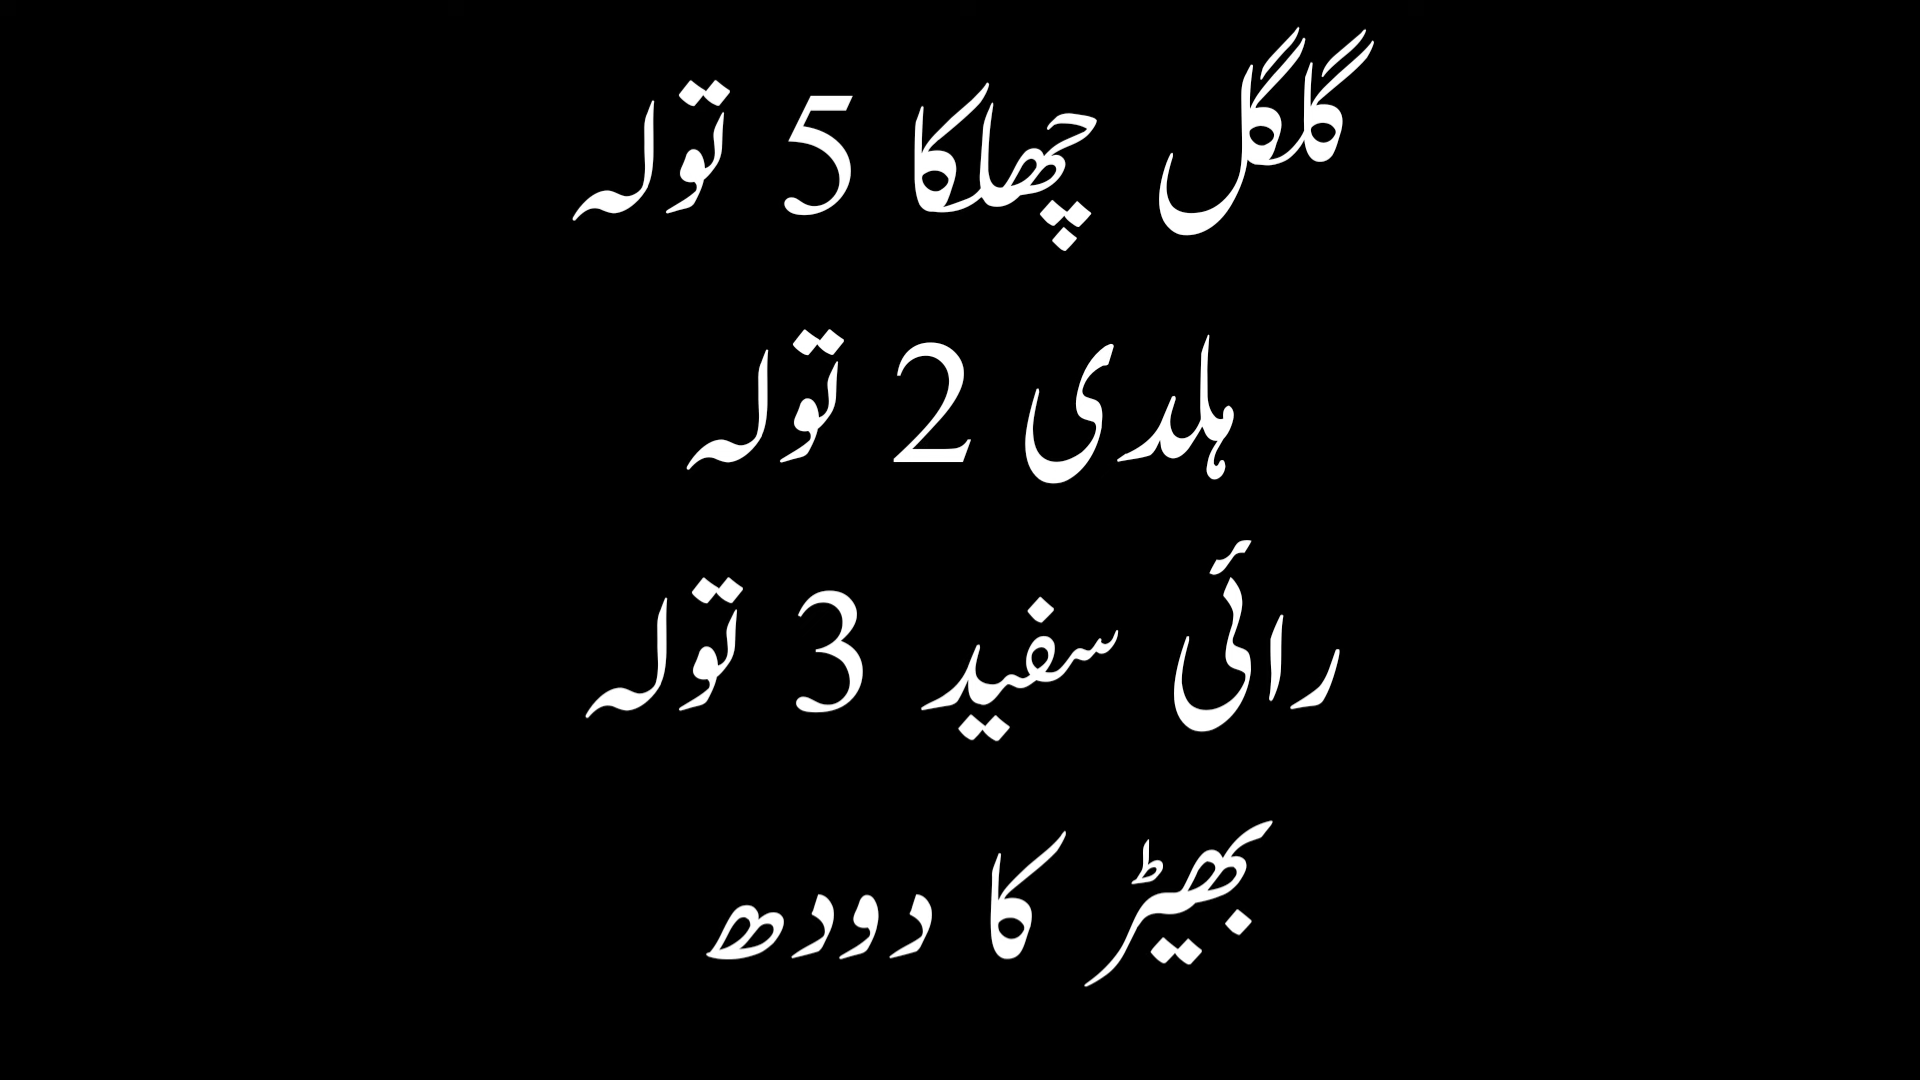 گلگل چھلکا 5 تولہ
ہلدی 2 تولہ
رائی سفید 3 تولہ
بھیڑ کا دودھ